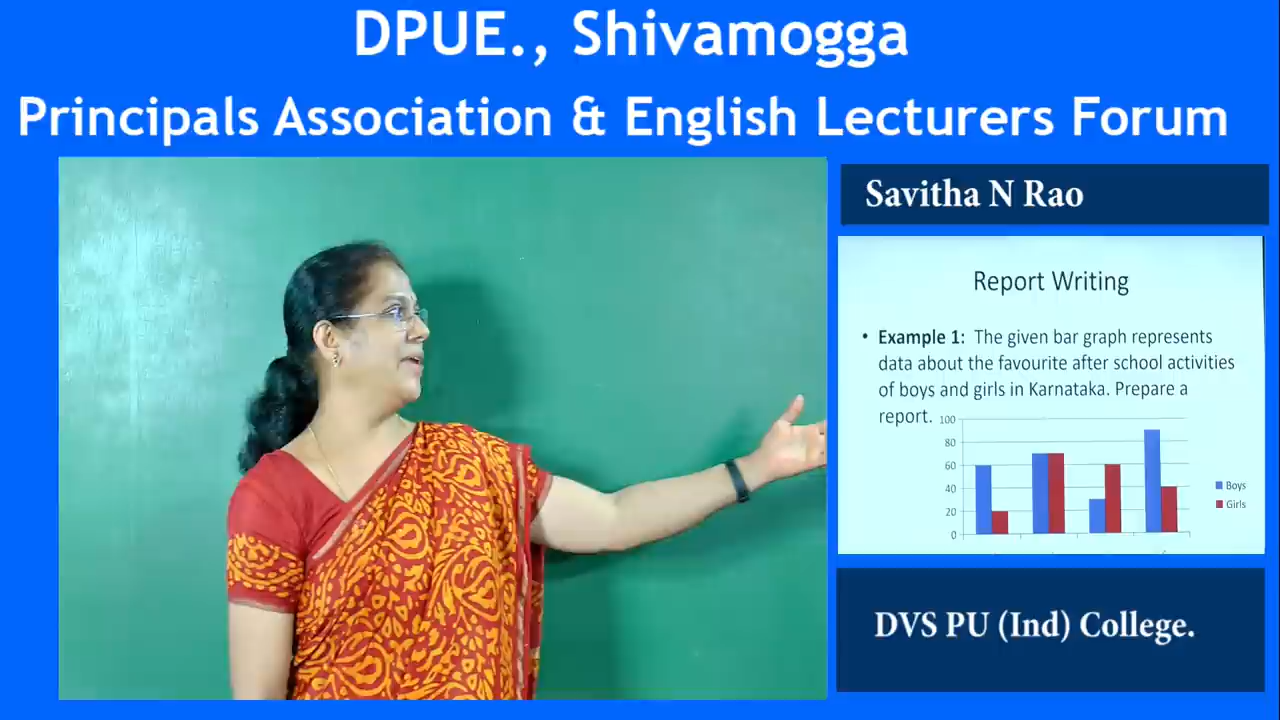 DPUE., Shivamogga
Principals Association & English Lecturers Forum
Savitha N Rao
Report Writing
• Example 1: The given bar graph represents
data about the favourite after school activities
of boys and girls in Karnataka. Prepare a
report.
100
80
60
40
20
0
Boys
Girls
DVS PU (Ind) College.